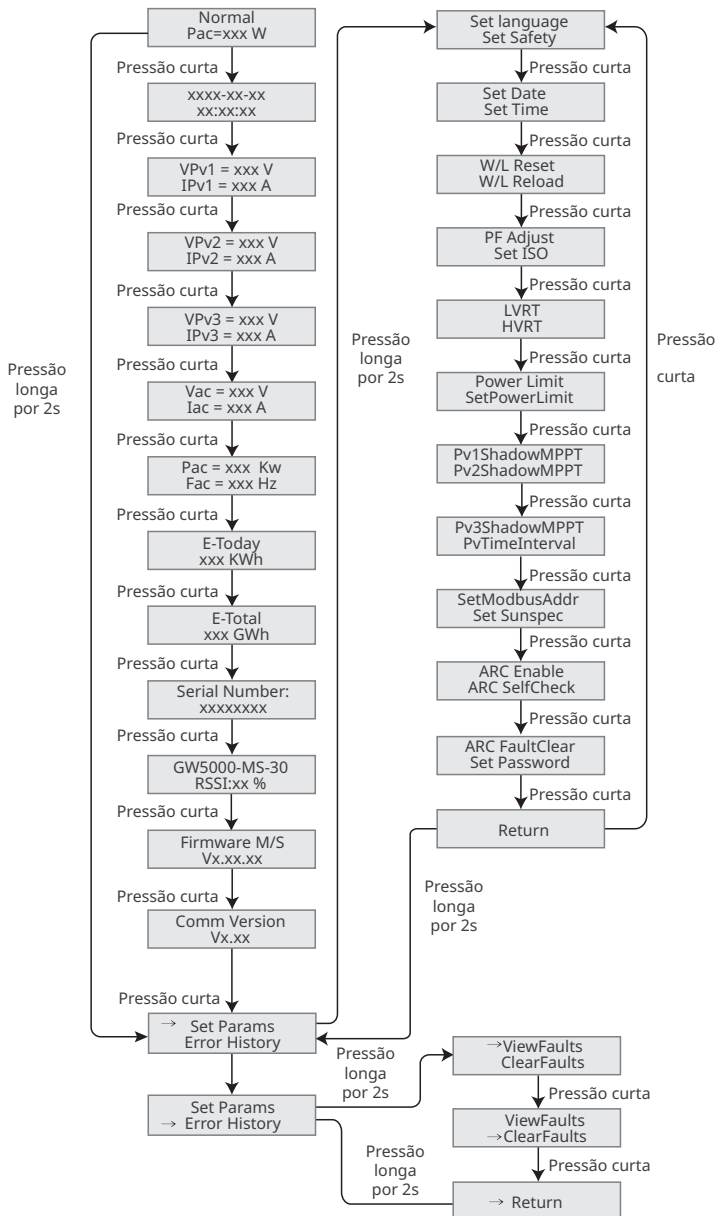 Normal
Pac=xxx W
Pressão curta
xxxx-xx-xx
xx:xx:xx
Pressão curta
VPv1 = xxx V
IPv1 = xxx A
Pressão curta
VPv2 = xxx V
IPv2 = xxx A
Pressão curta
VPv3 = xxx V
IPv3 = xxx A
Pressão curta
Vac = xxx V
Iac = xxx A
Pressão curta
Pac = xxx Kw
Fac = xxx Hz
Pressão curta
E-Today
xxx KWh
Pressão curta
E-Total
xxx GWh
Pressão curta
Serial Number:
xxxxxxxx
Pressão curta
GW5000-MS-30
RSSI:xx %
Pressão curta
Firmware M/S
Vx.xx.xx
Pressão curta
Comm Version
Vx.xx
Pressão curta
→ Set Params
Error History
Set Params
→ Error History
Pressão
longa
por 2s
Pressão
longa
por 2s
Set language
Set Safety
Pressão curta
Set Date
Set Time
Pressão curta
W/L Reset
W/L Reload
Pressão curta
PF Adjust
Set ISO
Pressão curta
LVRT
HVRT
Pressão curta
Power Limit
SetPowerLimit
Pressão curta
Pv1ShadowMPPT
Pv2ShadowMPPT
Pressão curta
Pv3ShadowMPPT
PvTimeInterval
Pressão curta
SetModbusAddr
Set Sunspec
Pressão curta
ARC Enable
ARC SelfCheck
Pressão curta
ARC FaultClear
Set Password
Pressão curta
Return
Pressão
curta
Pressão
longa
por 2s
Pressão
longa
por 2s
→ViewFaults
ClearFaults
Pressão curta
ViewFaults
→ClearFaults
Pressão curta
Pressão
longa
por 2s
→ Return